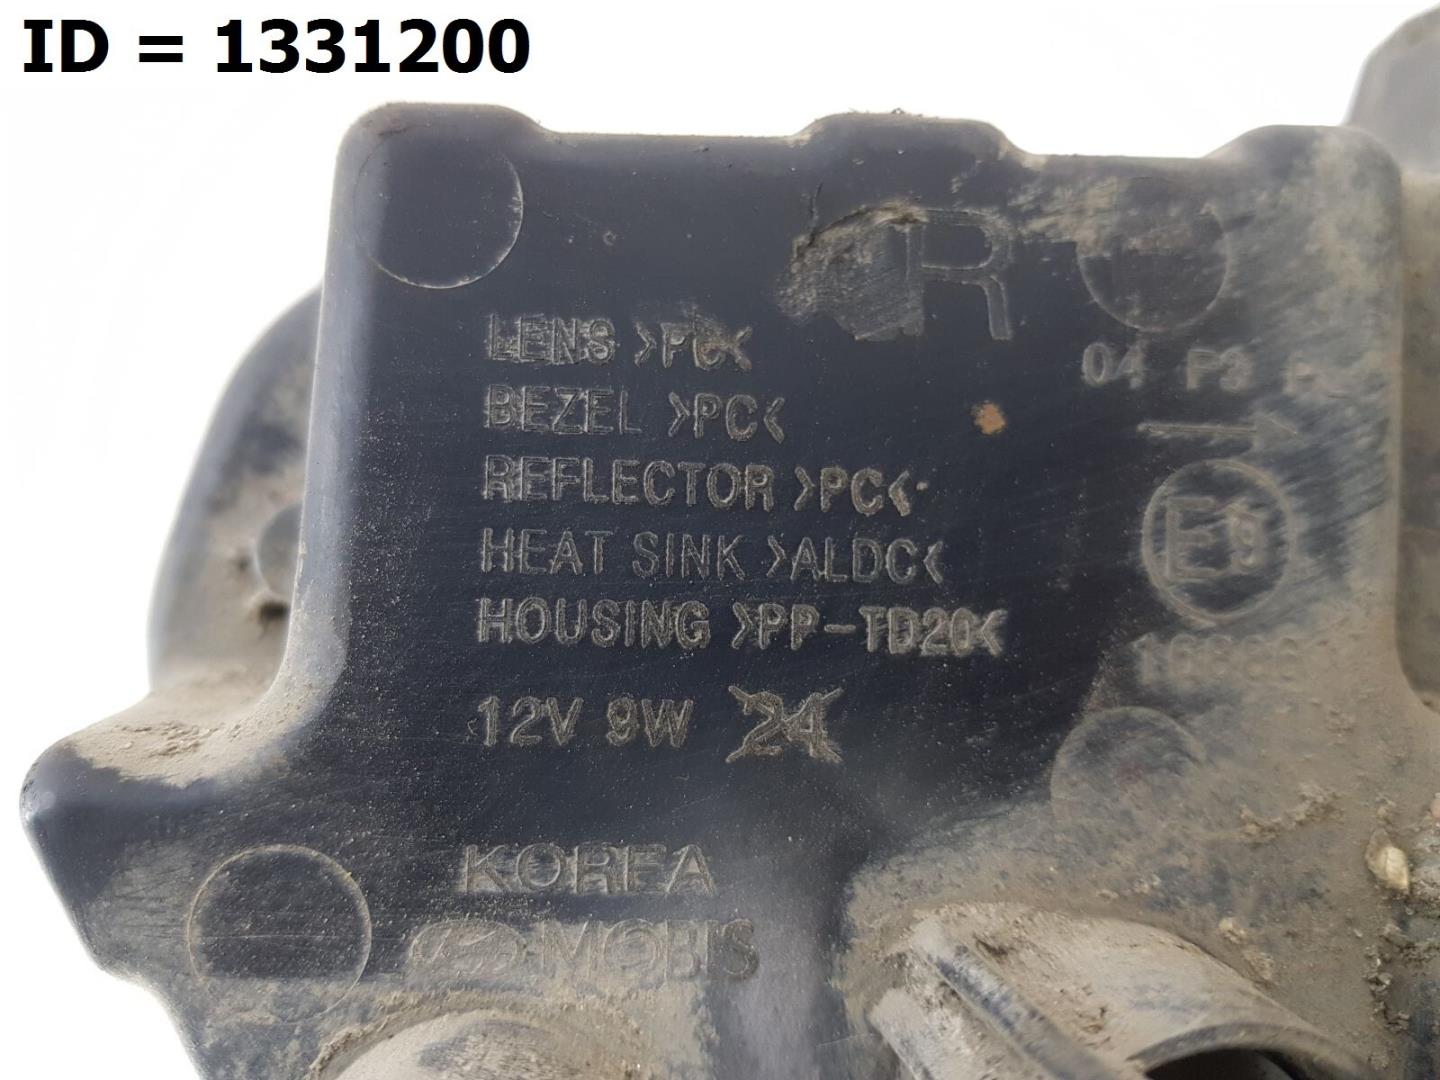 ID = 1331200
R
LENS >PC<
04 P3
BEZEL >PC<
REFLECTOR >PC<
HEAT SINK >ALDC<
E9
HOUSING >PP-TD20<
12V 9W 24
KOREA
MOBIS